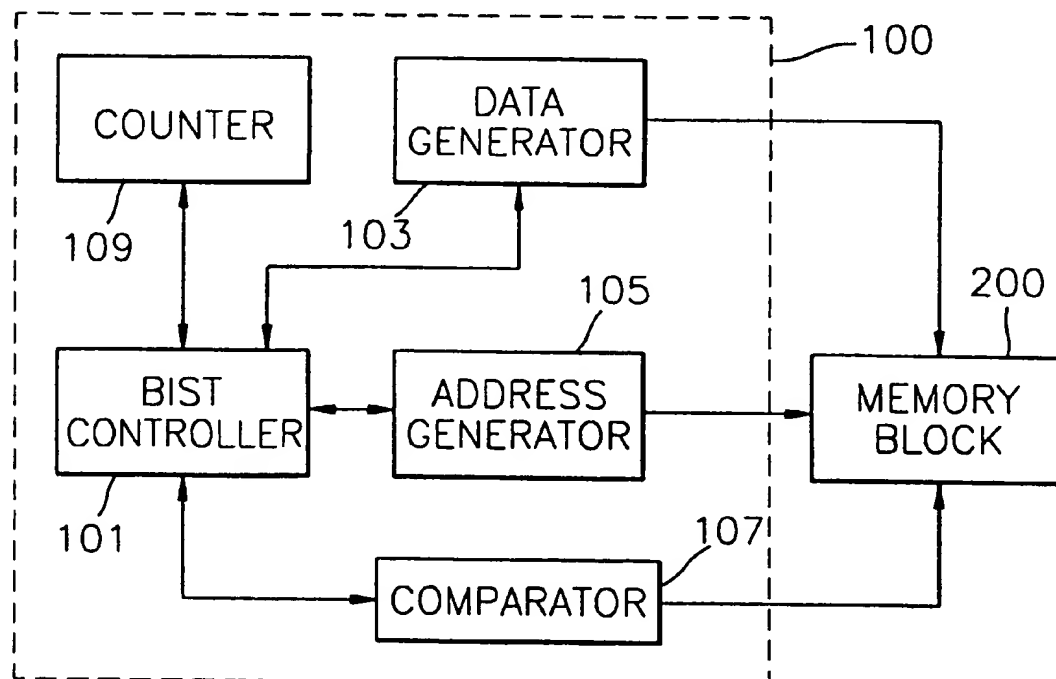 100
COUNTER
DATA
GENERATOR
109
103
105
200
BIST
CONTROLLER
ADDRESS
GENERATOR
MEMORY
BLOCK
101
107
COMPARATOR